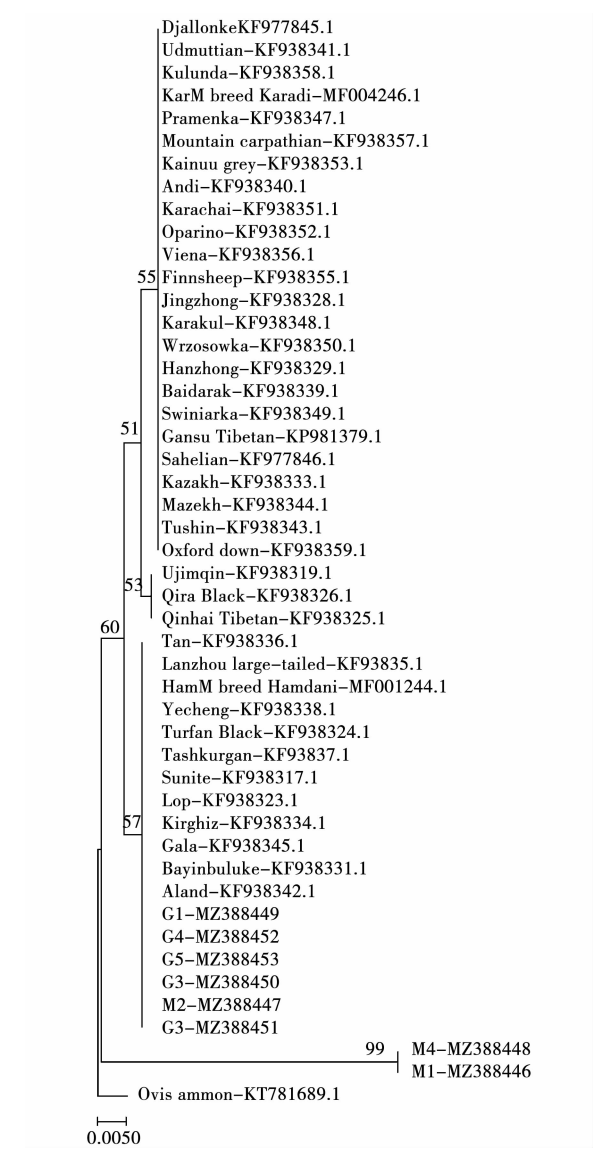 DjallonkeKF977845.1
Udmuttian–KF938341.1
Kulunda–KF938358.1
KarM breed Karadi–MF004246.1
Pramenka–KF938347.1
Mountain carpathian–KF938357.1
Kainuu grey–KF938353.1
Andi–KF938340.1
Karachai–KF938351.1
Oparino–KF938352.1
Viena–KF938356.1
55
Finnsheep–KF938355.1
Jingzhong–KF938328.1
Karakul–KF938348.1
Wrzosowka–KF938350.1
Hanzhong–KF938329.1
Baidarak–KF938339.1
Swiniarka–KF938349.1
51
Gansu Tibetan–KP981379.1
Sahelian–KF977846.1
Kazakh–KF938333.1
Mazekh–KF938344.1
Tushin–KF938343.1
Oxford down–KF938359.1
Ujimqin–KF938319.1
53
Qira Black–KF938326.1
Qinhai Tibetan–KF938325.1
60
Tan–KF938336.1
Lanzhou large–tailed–KF93835.1
HamM breed Hamdani–MF001244.1
Yecheng–KF938338.1
Turfan Black–KF938324.1
Tashkurgan–KF93837.1
Sunite–KF938317.1
Lop–KF938323.1
57
Kirghiz–KF938334.1
Gala–KF938345.1
Bayinbuluke–KF938331.1
Aland–KF938342.1
G1–MZ388449
G4–MZ388452
G5–MZ388453
G3–MZ388450
M2–MZ388447
G3–MZ388451
99
M4–MZ388448
M1–MZ388446
Ovis ammon–KT781689.1
0.0050